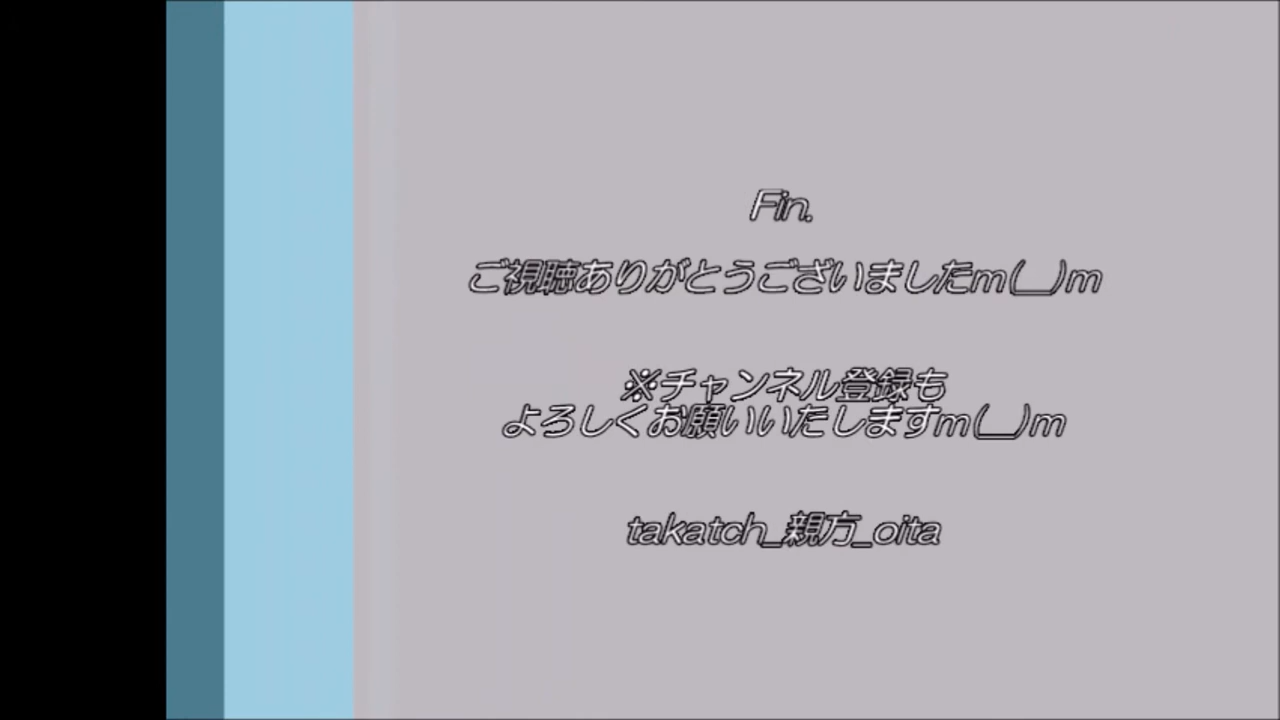 Fin.
ご視聴ありがとうございましたm(__)m
※チャンネル登録も
よろしくお願いいたしますm(__)m
takatch_親方_oita